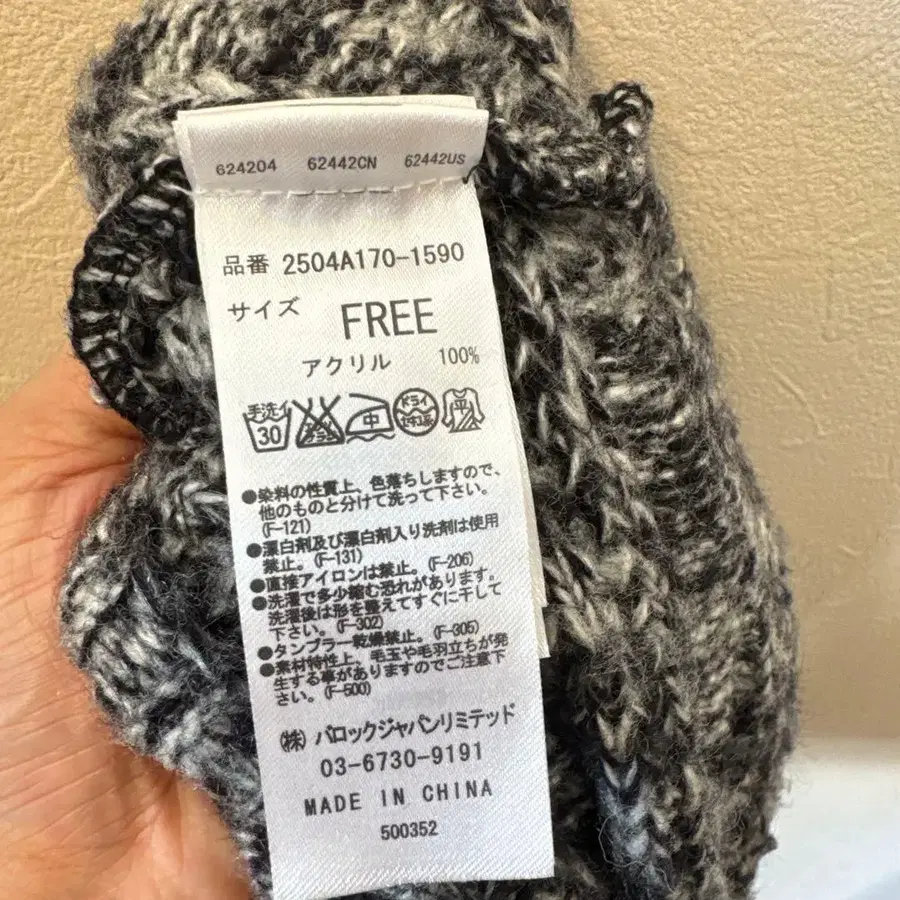 624204 62442CN 62442US
品番 2504A170-1590
サイズ FREE
アクリル 100%
手洗イ 30 中 ドライ セキユ系 平
●染料の性質上、色落ちしますので、
他のものと分けて洗って下さい。
(F-121)
●漂白剤及び漂白剤入り洗剤は使用
禁止。(F-131)
●直接アイロンは禁止。(F-206)
●洗濯で多少縮む恐れがあります。
洗濯後は形を整えてすぐに干して
下さい。(F-302)
●タンブラー乾燥禁止。(F-305)
●素材特性上、毛玉や毛羽立ちが発
生する事がありますのでご注意下
さい。(F-500)
㈱ バロックジャパンリミテッド
03-6730-9191
MADE IN CHINA
500352